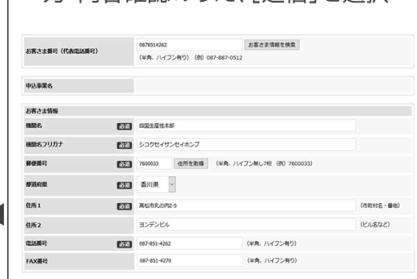 お客さま番号（代表電話番号） 0878514262 お客さま情報を検索
（半角、ハイフン有り）（例）087-887-0512
申込事業名
お客さま情報
機関名 必須 四国生産性本部
機関名フリガナ 必須 シコクセイサンセイホンブ
郵便番号 必須 7600033 住所を取得 （半角、ハイフン無し7桁（例）7600033）
都道府県 必須 香川県
住所１ 必須 高松市丸の内2-5 （市町村名・番地）
住所２ ヨンデンビル （ビル名など）
電話番号 必須 087-851-4262 （半角、ハイフン有り）
FAX番号 087-851-4270 （半角、ハイフン有り）